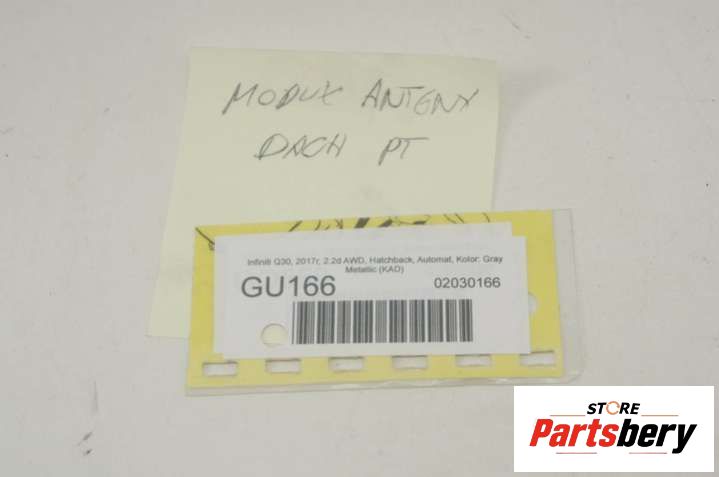 MODUŁ ANTENY
DACH PT
Infiniti Q30, 2017r, 2.2d AWD, Hatchback, Automat, Kolor: Gray
Metallic (KAD)
GU166
02030166
STORE
Partsbery